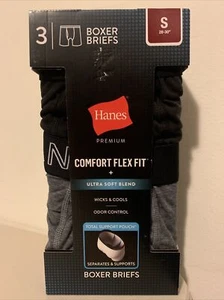 3
BOXER
BRIEFS
S
28-30"
Hanes
PREMIUM
COMFORT FLEX FIT
+
ULTRA SOFT BLEND
WICKS & COOLS
ODOR CONTROL
TOTAL SUPPORT POUCH
SEPARATES & SUPPORTS
BOXER BRIEFS